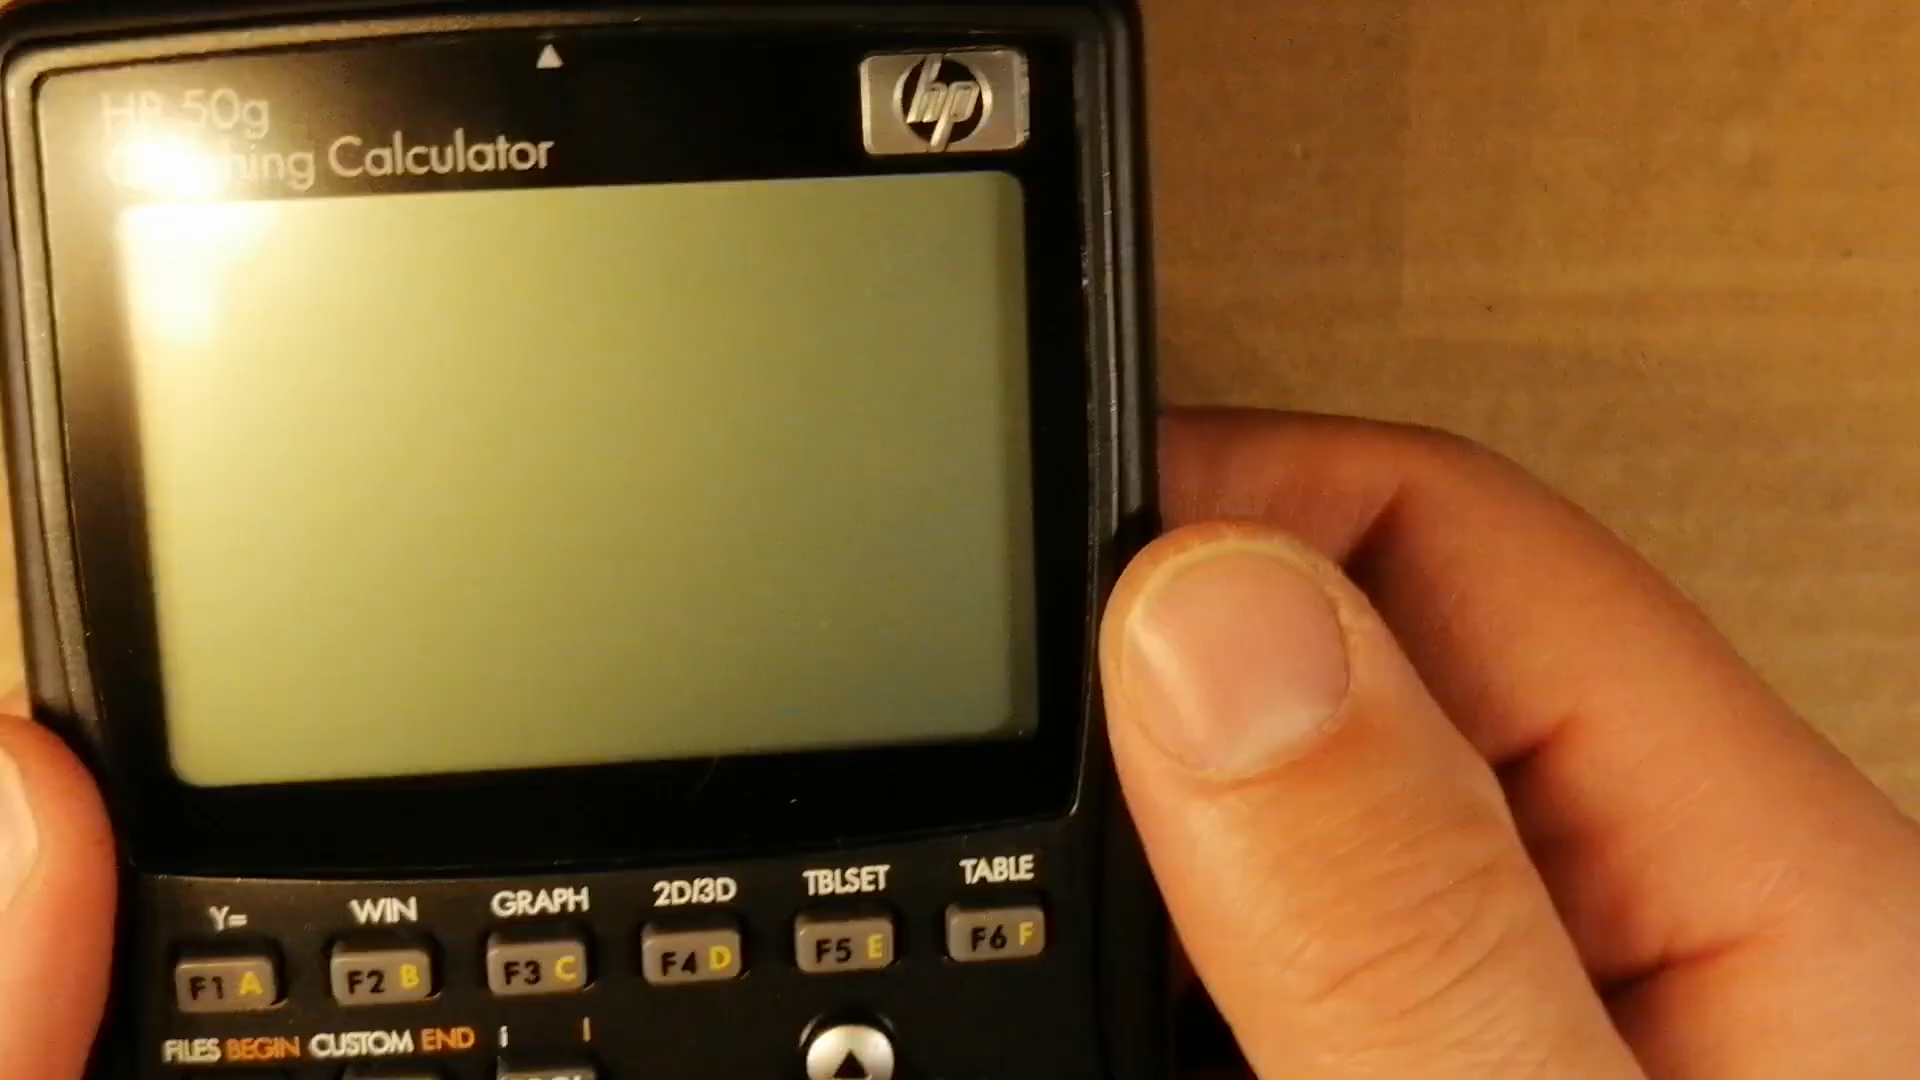 HP 50g
Calculator
hp
Y= WIN GRAPH 2D/3D TBLSET TABLE
F1 A F2 B F3 C F4 D F5 E F6 F
FILES BEGIN CUSTOM END i I